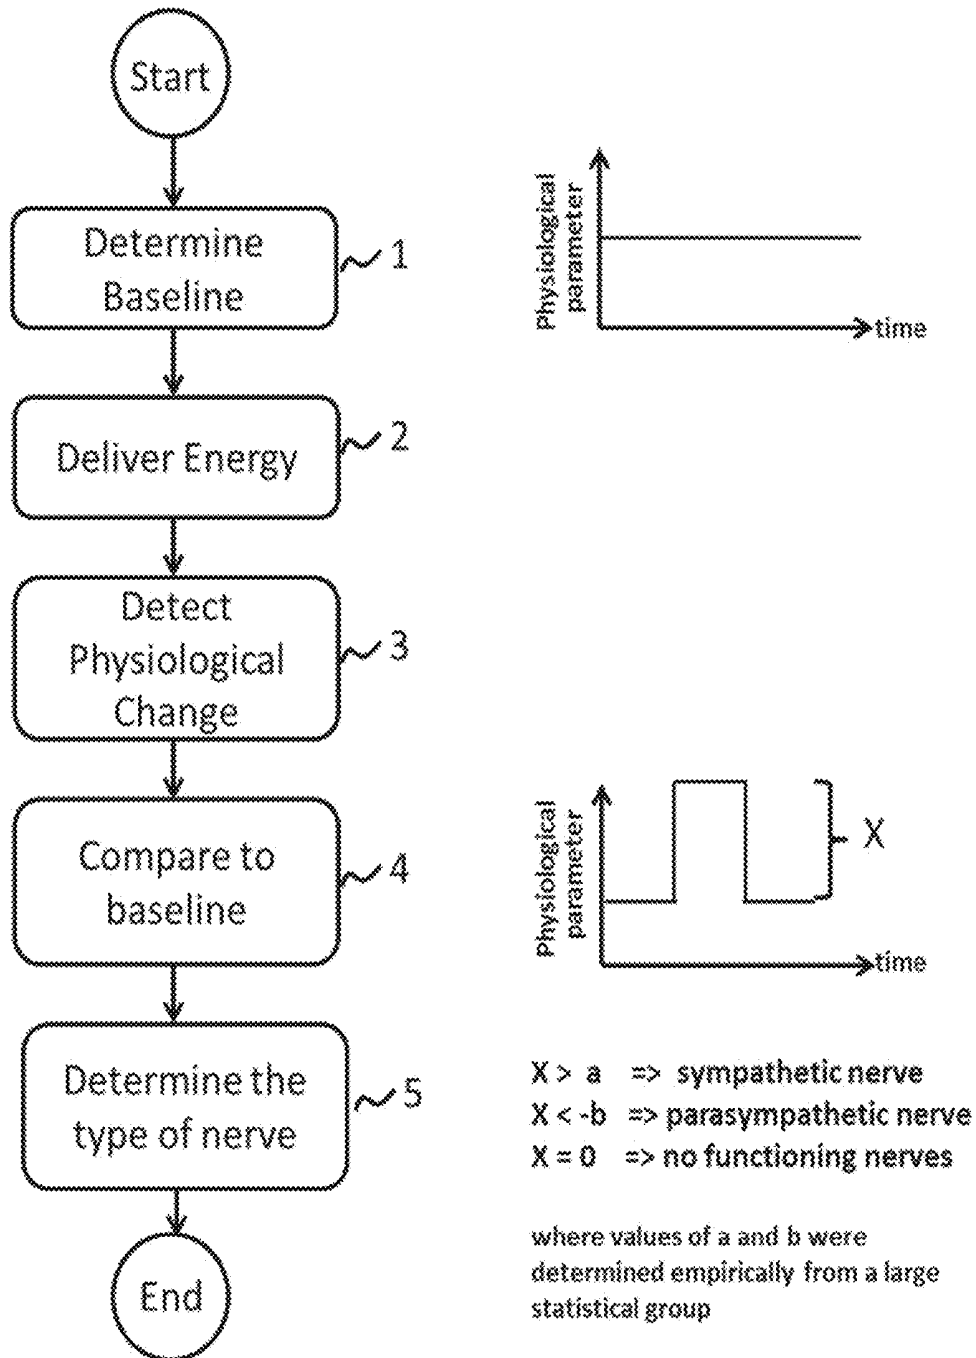 Start
Determine
Baseline
1
Physiological
parameter
time
Deliver Energy
2
Detect
Physiological
Change
3
Compare to
baseline
4
Physiological
parameter
X
time
Determine the
type of nerve
5
X > a => sympathetic nerve
X < -b => parasympathetic nerve
X = 0 => no functioning nerves
where values of a and b were
determined empirically from a large
statistical group
End